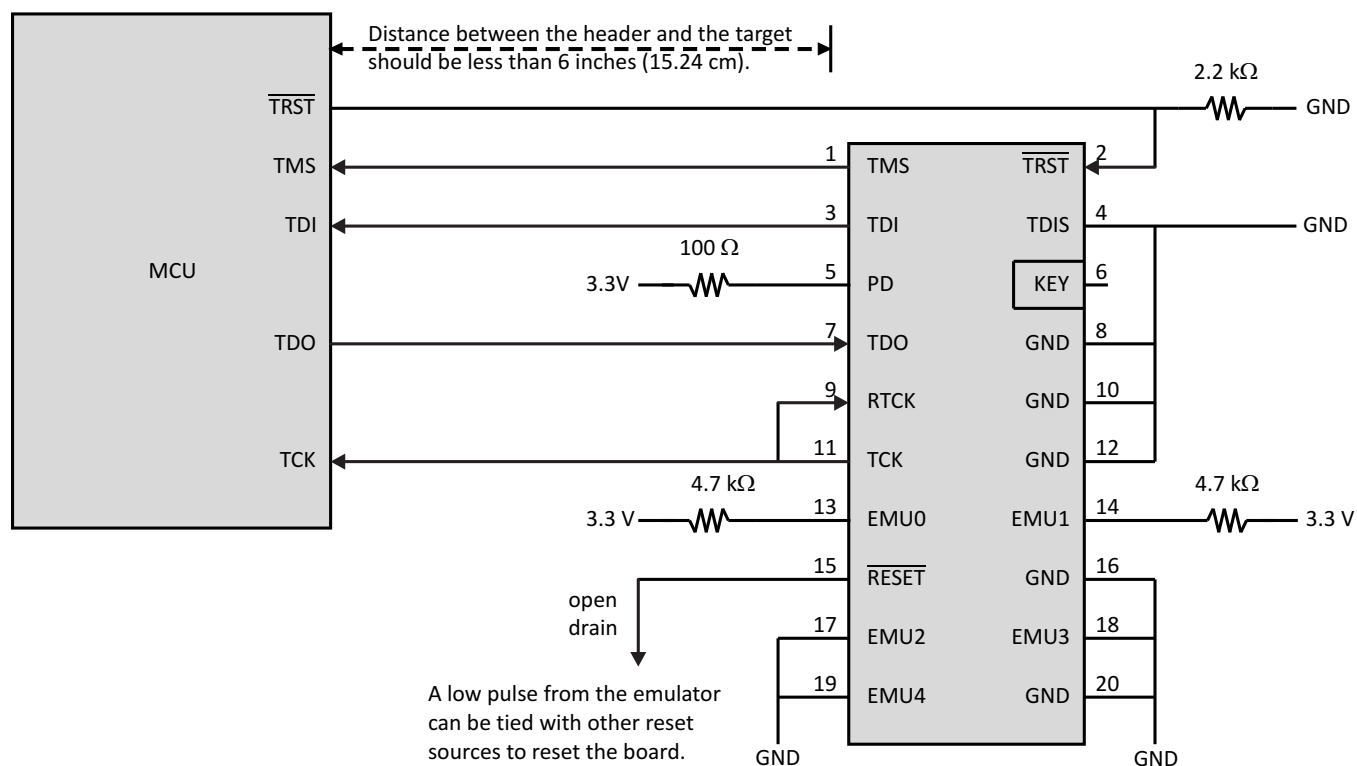 Distance between the header and the target
should be less than 6 inches (15.24 cm).
2.2 kΩ
TRST
GND
TMS
1
TMS
TRST
2
TDI
3
TDI
TDIS
4
GND
100 Ω
MCU
3.3V
5
PD
KEY
6
TDO
7
TDO
GND
8
9
RTCK
GND
10
TCK
11
TCK
GND
12
4.7 kΩ
4.7 kΩ
3.3 V
13
EMU0
EMU1
14
3.3 V
15
RESET
GND
16
open
drain
17
EMU2
EMU3
18
A low pulse from the emulator
can be tied with other reset
sources to reset the board.
19
EMU4
GND
20
GND
GND